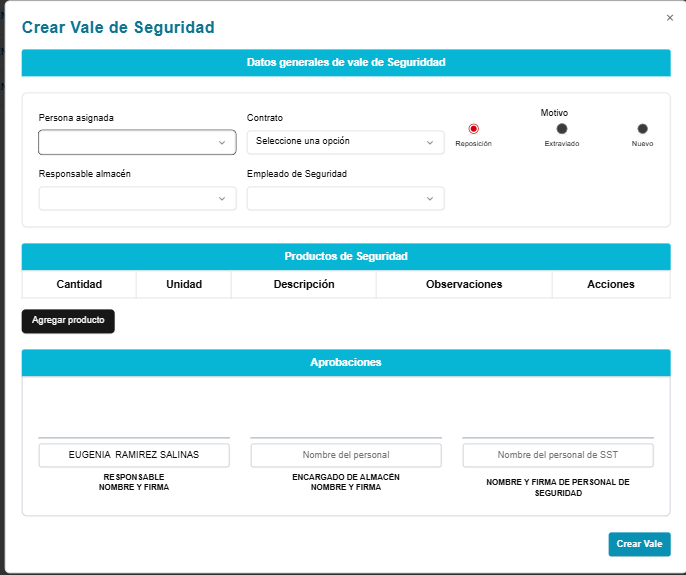 Crear Vale de Seguridad
×
Datos generales de vale de Seguriddad
Persona asignada
Contrato
Motivo
Seleccione una opción
Reposición
Extraviado
Nuevo
Responsable almacén
Empleado de Seguridad
Productos de Seguridad
Cantidad
Unidad
Descripción
Observaciones
Acciones
Agregar producto
Aprobaciones
EUGENIA RAMIREZ SALINAS
Nombre del personal
Nombre del personal de SST
RESPONSABLE
NOMBRE Y FIRMA
ENCARGADO DE ALMACÉN
NOMBRE Y FIRMA
NOMBRE Y FIRMA DE PERSONAL DE
SEGURIDAD
Crear Vale